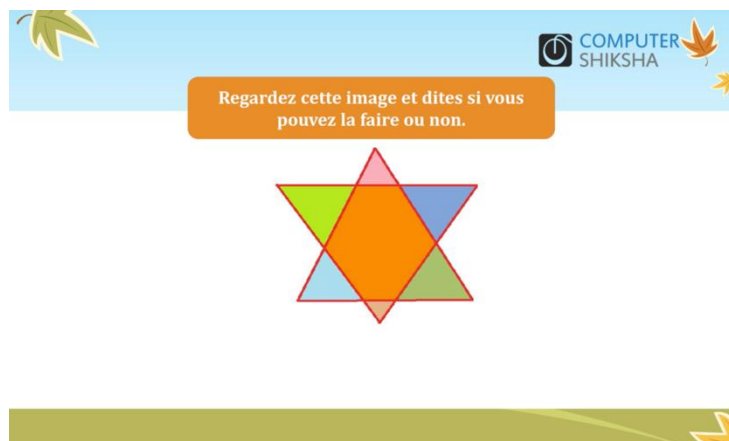 COMPUTER
SHIKSHA
Regardez cette image et dites si vous
pouvez la faire ou non.